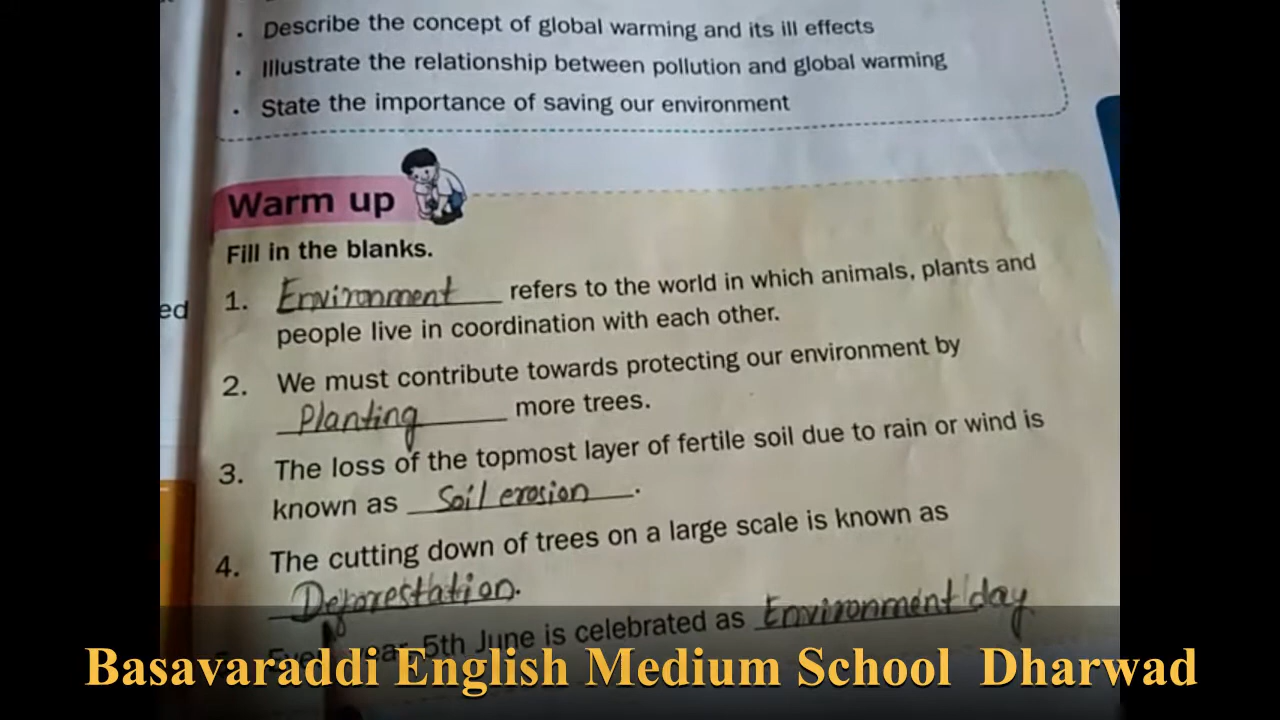 . Describe the concept of global warming and its ill effects
. Illustrate the relationship between pollution and global warming
. State the importance of saving our environment
Warm up
Fill in the blanks.
ed
1. Environment refers to the world in which animals, plants and
people live in coordination with each other.
2. We must contribute towards protecting our environment by
Planting more trees.
3. The loss of the topmost layer of fertile soil due to rain or wind is
known as Soil erosion.
4. The cutting down of trees on a large scale is known as
Deforestation.
5th June is celebrated as Environment day
Basavaraddi English Medium School Dharwad